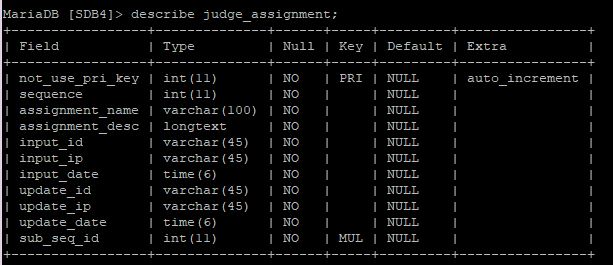 MariaDB [SDB4]> describe judge_assignment;
+-----------------+--------------+------+-----+---------+----------------+
| Field           | Type         | Null | Key | Default | Extra          |
+-----------------+--------------+------+-----+---------+----------------+
| not_use_pri_key | int(11)      | NO   | PRI | NULL    | auto_increment |
| sequence        | int(11)      | NO   |     | NULL    |                |
| assignment_name | varchar(100) | NO   |     | NULL    |                |
| assignment_desc | longtext     | NO   |     | NULL    |                |
| input_id        | varchar(45)  | NO   |     | NULL    |                |
| input_ip        | varchar(45)  | NO   |     | NULL    |                |
| input_date      | time(6)      | NO   |     | NULL    |                |
| update_id       | varchar(45)  | NO   |     | NULL    |                |
| update_ip       | varchar(45)  | NO   |     | NULL    |                |
| update_date     | time(6)      | NO   |     | NULL    |                |
| sub_seq_id      | int(11)      | NO   | MUL | NULL    |                |
+-----------------+--------------+------+-----+---------+----------------+